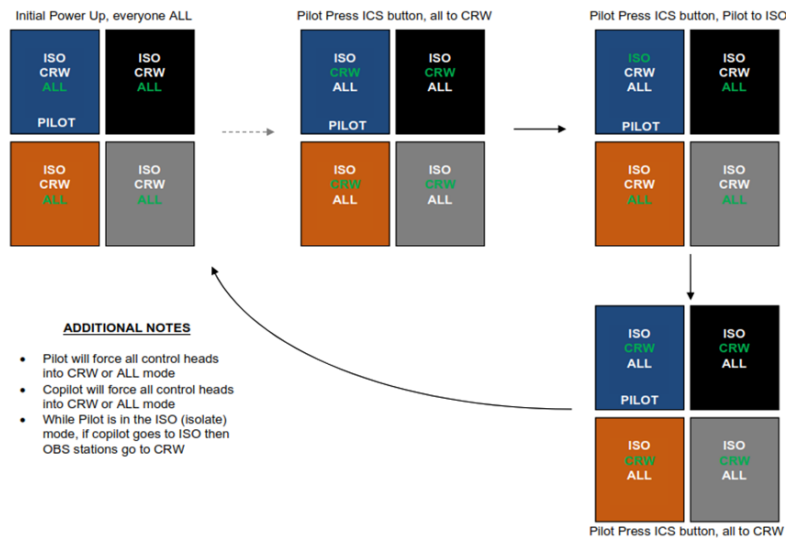 Initial Power Up, everyone ALL
ISO
CRW
ALL
PILOT
ISO
CRW
ALL
ISO
CRW
ALL
ISO
CRW
ALL
Pilot Press ICS button, all to CRW
ISO
CRW
ALL
PILOT
ISO
CRW
ALL
ISO
CRW
ALL
ISO
CRW
ALL
Pilot Press ICS button, Pilot to ISO
ISO
CRW
ALL
PILOT
ISO
CRW
ALL
ISO
CRW
ALL
ISO
CRW
ALL
ISO
CRW
ALL
PILOT
ISO
CRW
ALL
ISO
CRW
ALL
ISO
CRW
ALL
Pilot Press ICS button, all to CRW
ADDITIONAL NOTES
• Pilot will force all control heads
into CRW or ALL mode
• Copilot will force all control heads
into CRW or ALL mode
• While Pilot is in the ISO (isolate)
mode, if copilot goes to ISO then
OBS stations go to CRW